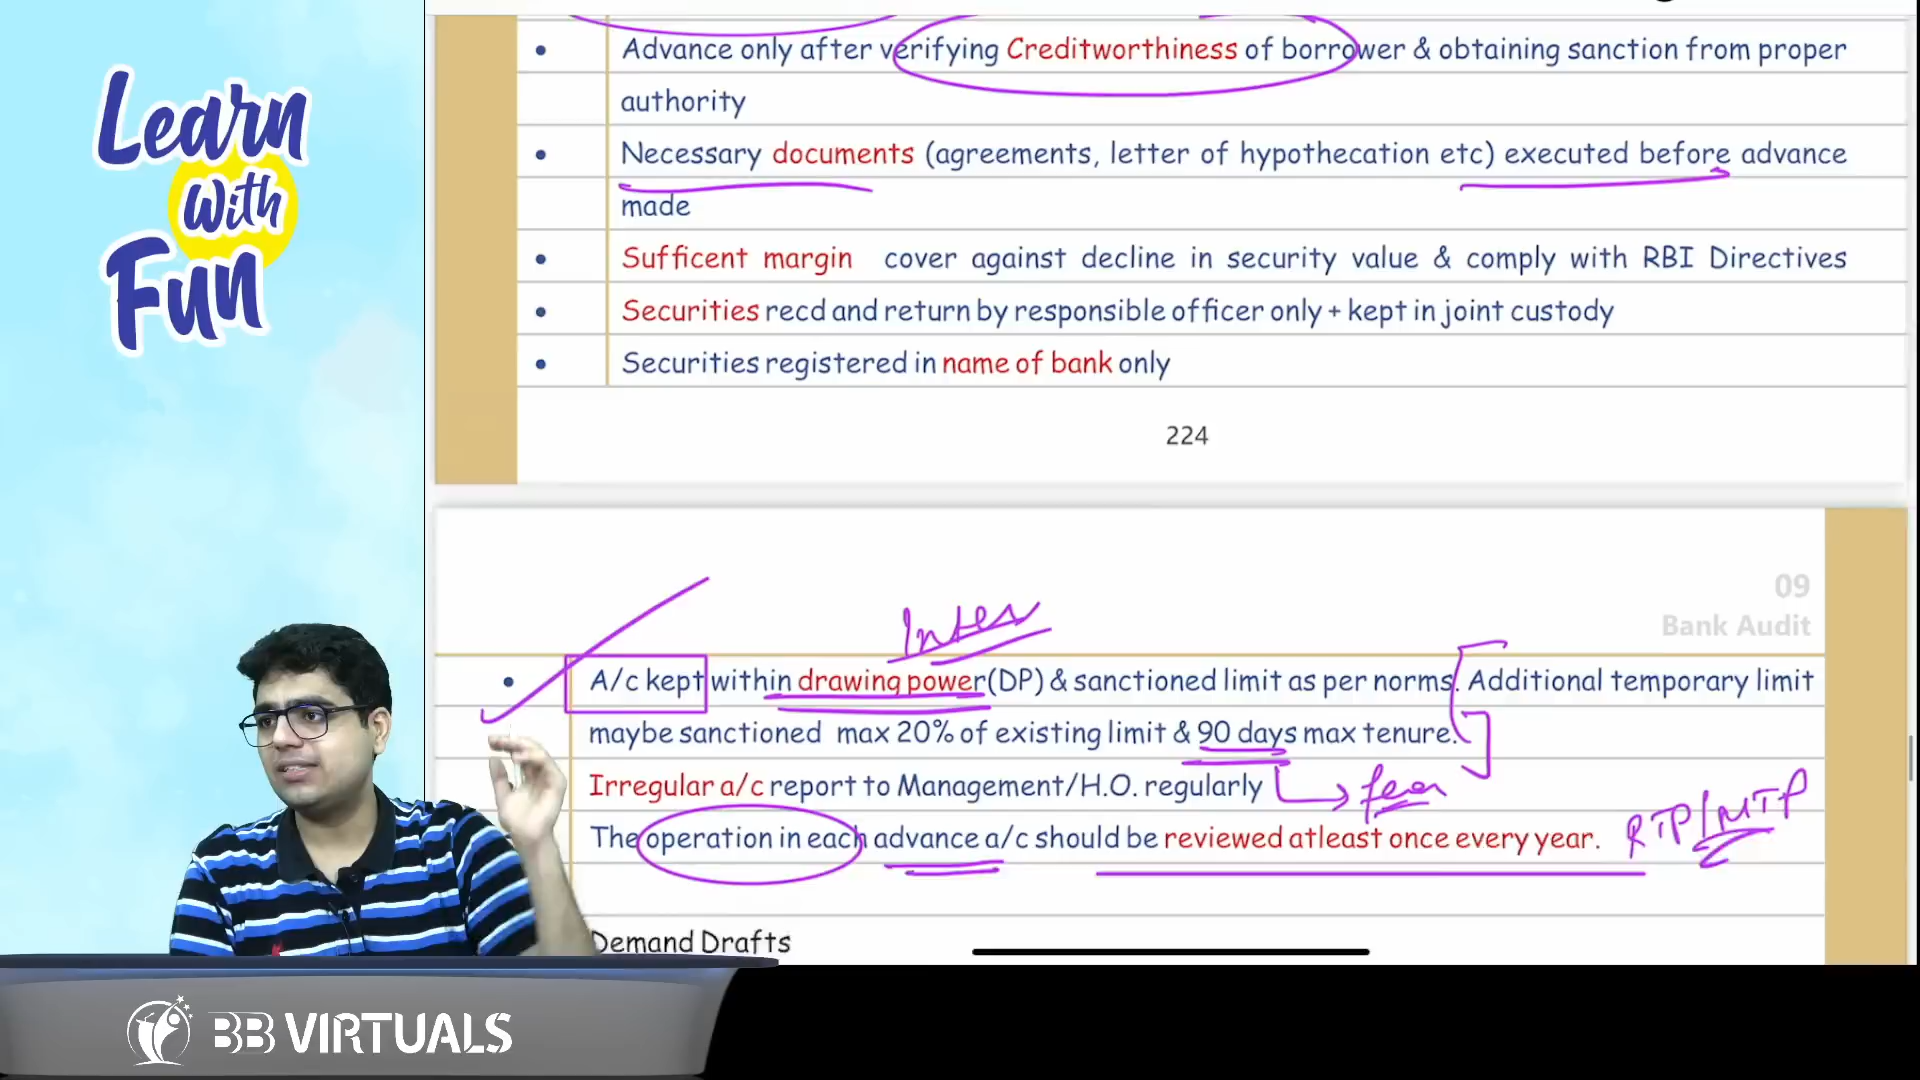 Learn
With
Fun
Advance only after verifying Creditworthiness of borrower & obtaining sanction from proper
authority
Necessary documents (agreements, letter of hypothecation etc) executed before advance
made
Sufficent margin cover against decline in security value & comply with RBI Directives
Securities recd and return by responsible officer only + kept in joint custody
Securities registered in name of bank only
224
09
Bank Audit
Inter
A/c kept within drawing power(DP) & sanctioned limit as per norms. Additional temporary limit
maybe sanctioned max 20% of existing limit & 90 days max tenure.
Irregular a/c report to Management/H.O. regularly
The operation in each advance a/c should be reviewed atleast once every year.
RTP/MTP
Demand Drafts
BB VIRTUALS